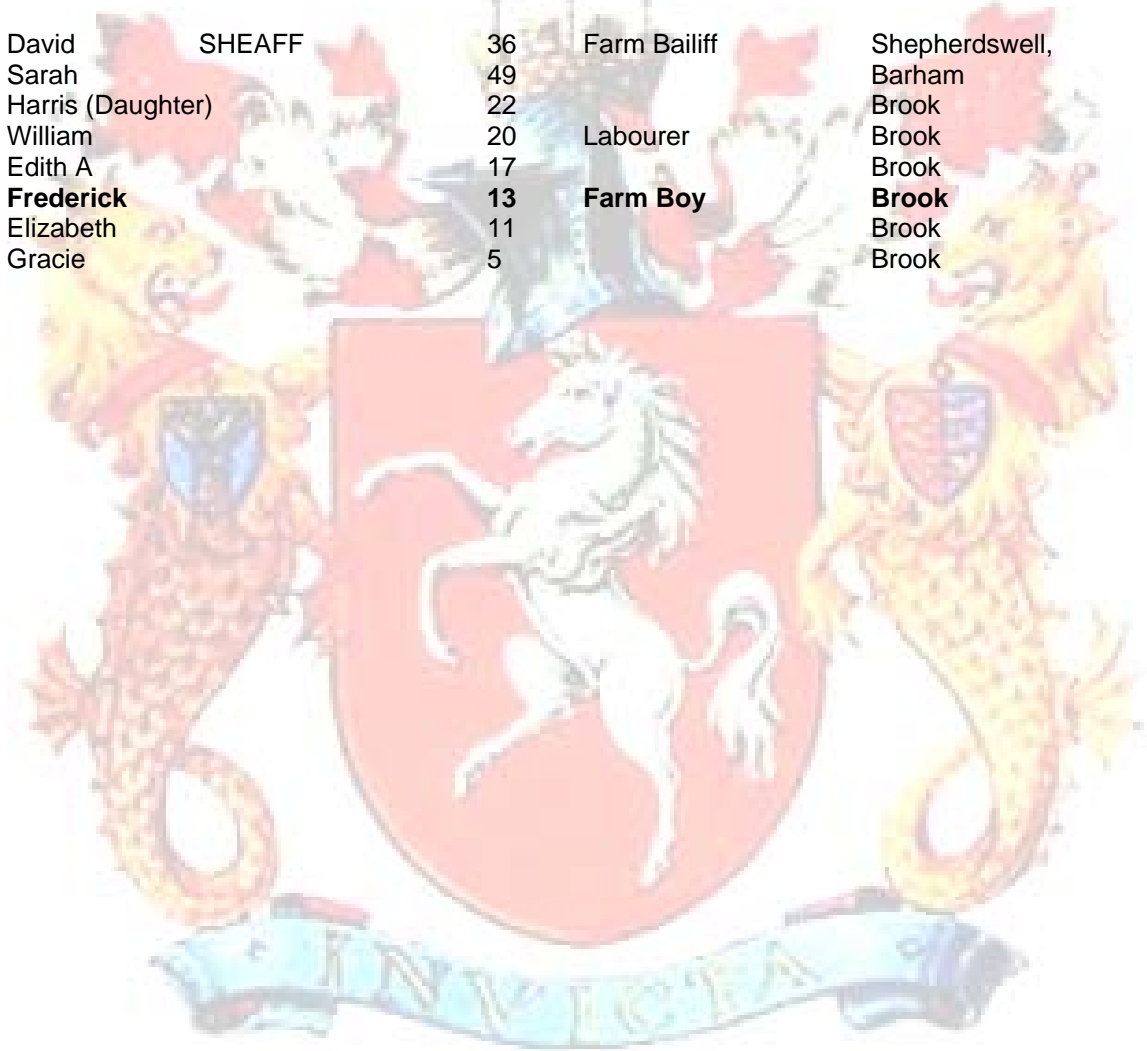 David SHEAFF 36 Farm Bailiff Shepherdswell,
Sarah 49 Barham
Harris (Daughter) 22 Brook
William 20 Labourer Brook
Edith A 17 Brook
Frederick 13 Farm Boy Brook
Elizabeth 11 Brook
Gracie 5 Brook
INVICTA